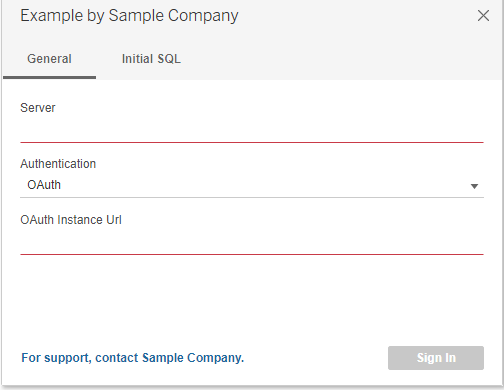 Example by Sample Company
General Initial SQL
Server
Authentication
OAuth
OAuth Instance Url
For support, contact Sample Company. Sign In